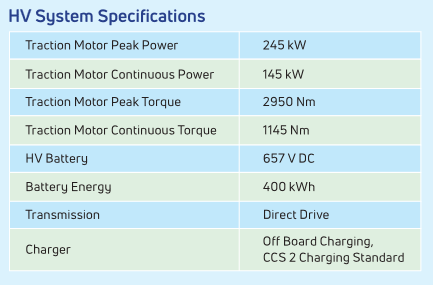 HV System Specifications
Traction Motor Peak Power 245 kW
Traction Motor Continuous Power 145 kW
Traction Motor Peak Torque 2950 Nm
Traction Motor Continuous Torque 1145 Nm
HV Battery 657 V DC
Battery Energy 400 kWh
Transmission Direct Drive
Charger Off Board Charging,
CCS 2 Charging Standard